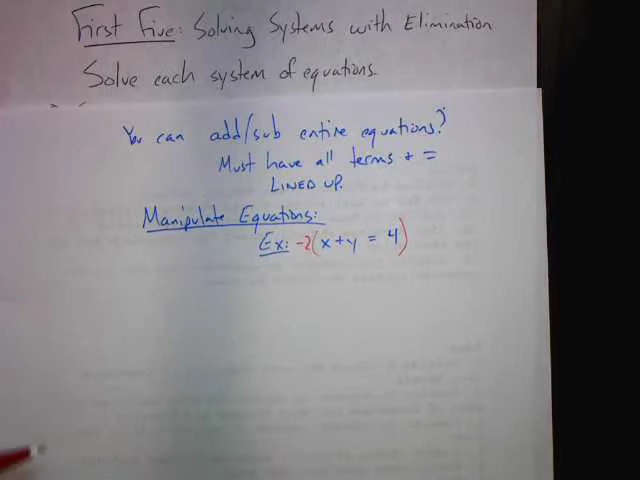 First Five: Solving Systems with Elimination
Solve each system of equations.
You can add/sub entire equations?
Must have all terms + =
LINED UP.
Manipulate Equations:
Ex: -2(x+y = 4)